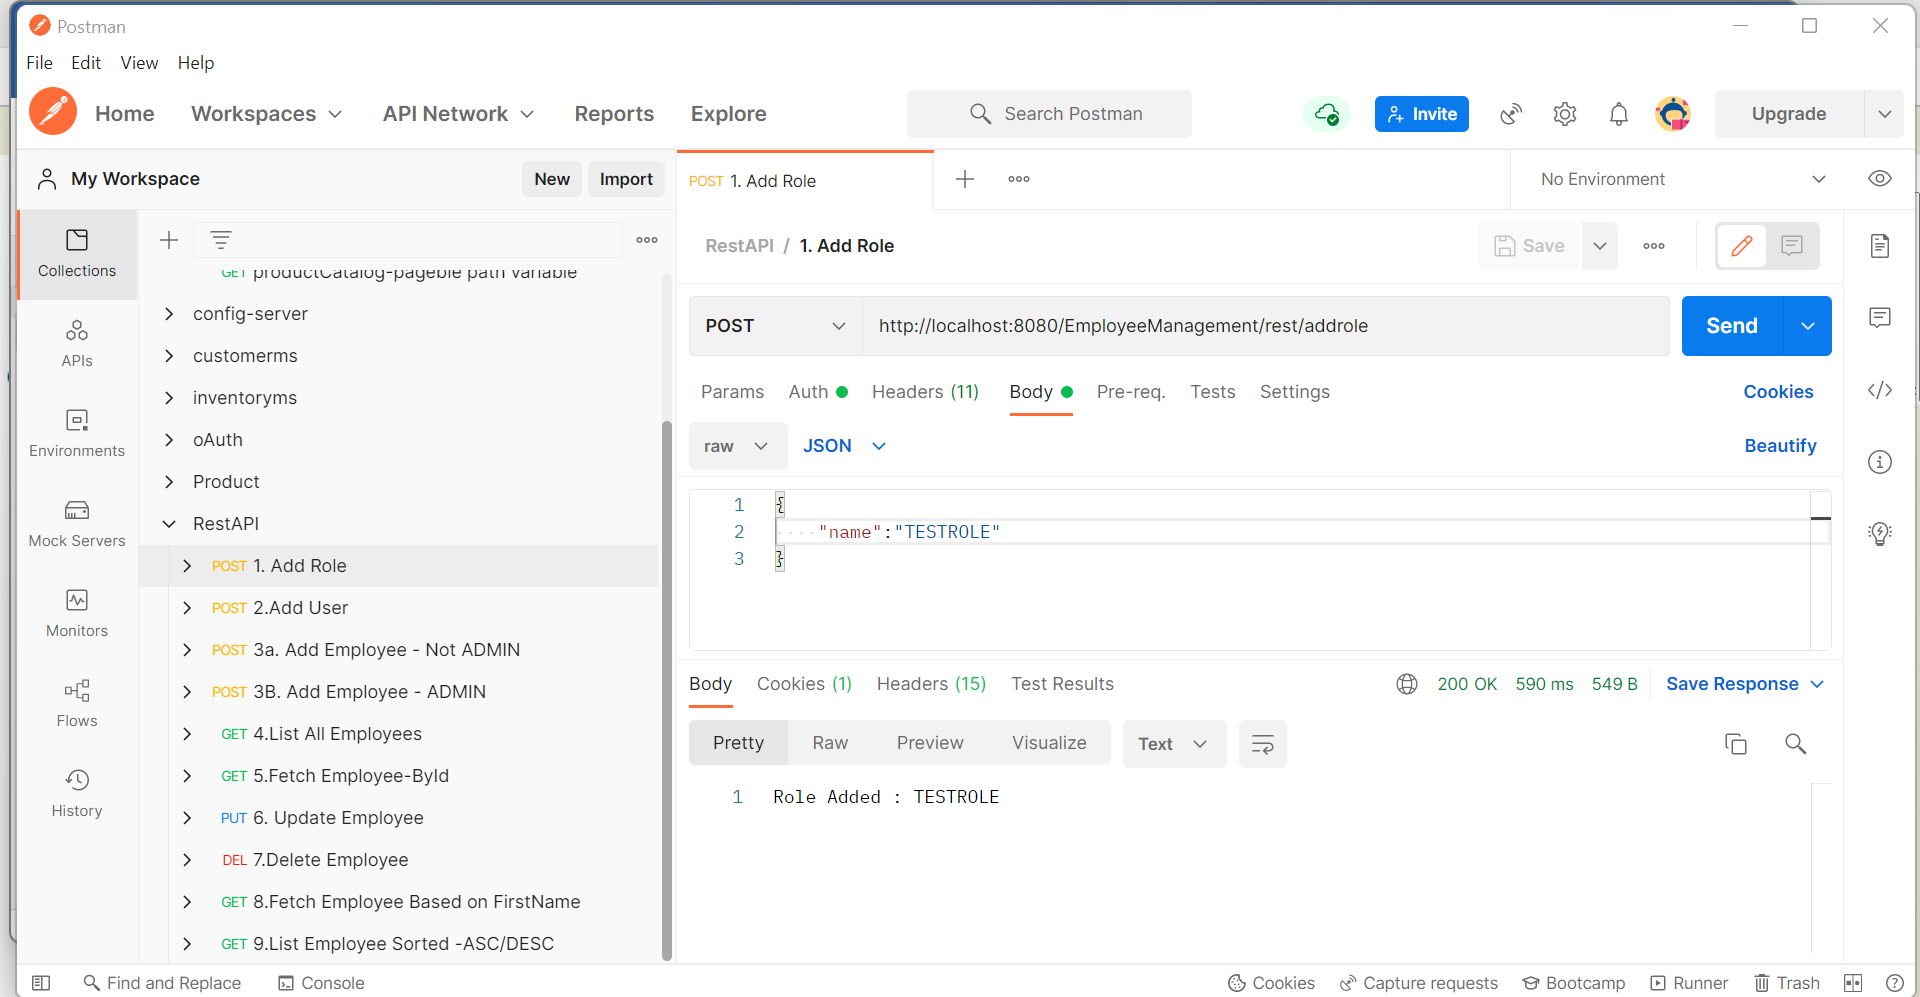 Postman
File Edit View Help
Home Workspaces API Network Reports Explore Search Postman Invite Upgrade
My Workspace New Import
POST 1. Add Role
No Environment
Collections
APIs
Environments
Mock Servers
Monitors
Flows
History
GET productCatalog-pageble path variable
config-server
customerms
inventoryms
oAuth
Product
RestAPI
POST 1. Add Role
POST 2.Add User
POST 3a. Add Employee - Not ADMIN
POST 3B. Add Employee - ADMIN
GET 4.List All Employees
GET 5.Fetch Employee-ById
PUT 6. Update Employee
DEL 7.Delete Employee
GET 8.Fetch Employee Based on FirstName
GET 9.List Employee Sorted -ASC/DESC
RestAPI / 1. Add Role
Save
POST http://localhost:8080/EmployeeManagement/rest/addrole Send
Params Auth Headers (11) Body Pre-req. Tests Settings Cookies
raw JSON Beautify
1 {
2 "name":"TESTROLE"
3 }
Body Cookies (1) Headers (15) Test Results 200 OK 590 ms 549 B Save Response
Pretty Raw Preview Visualize Text
1 Role Added : TESTROLE
Find and Replace Console Cookies Capture requests Bootcamp Runner Trash